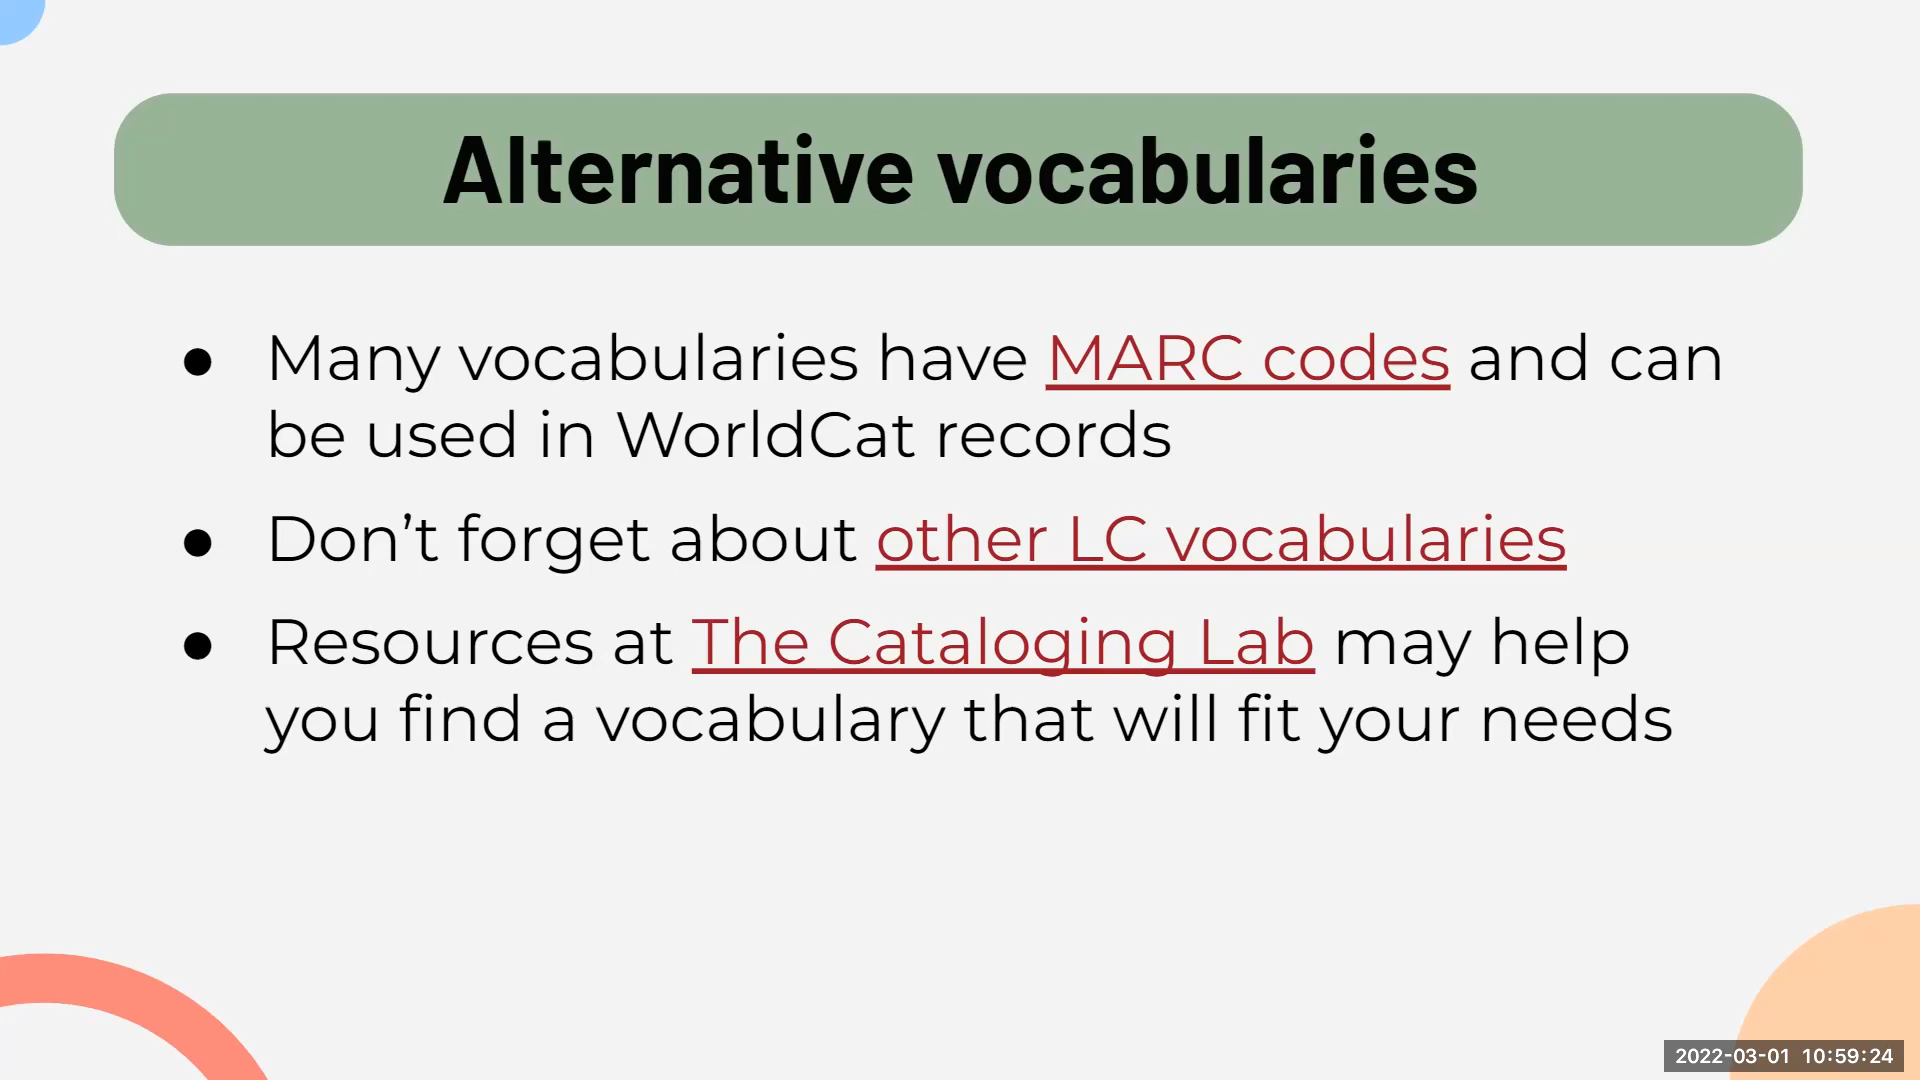 Alternative vocabularies
● Many vocabularies have MARC codes and can
be used in WorldCat records
● Don’t forget about other LC vocabularies
● Resources at The Cataloging Lab may help
you find a vocabulary that will fit your needs
2022-03-01 10:59:24